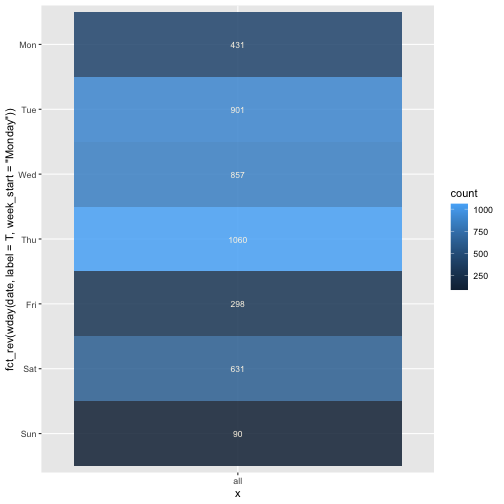 fct_rev(wday(date, label = T, week_start = "Monday"))
Mon
431
Tue
901
Wed
857
Thu
1060
Fri
298
Sat
631
Sun
90
all
x
count
1000
750
500
250